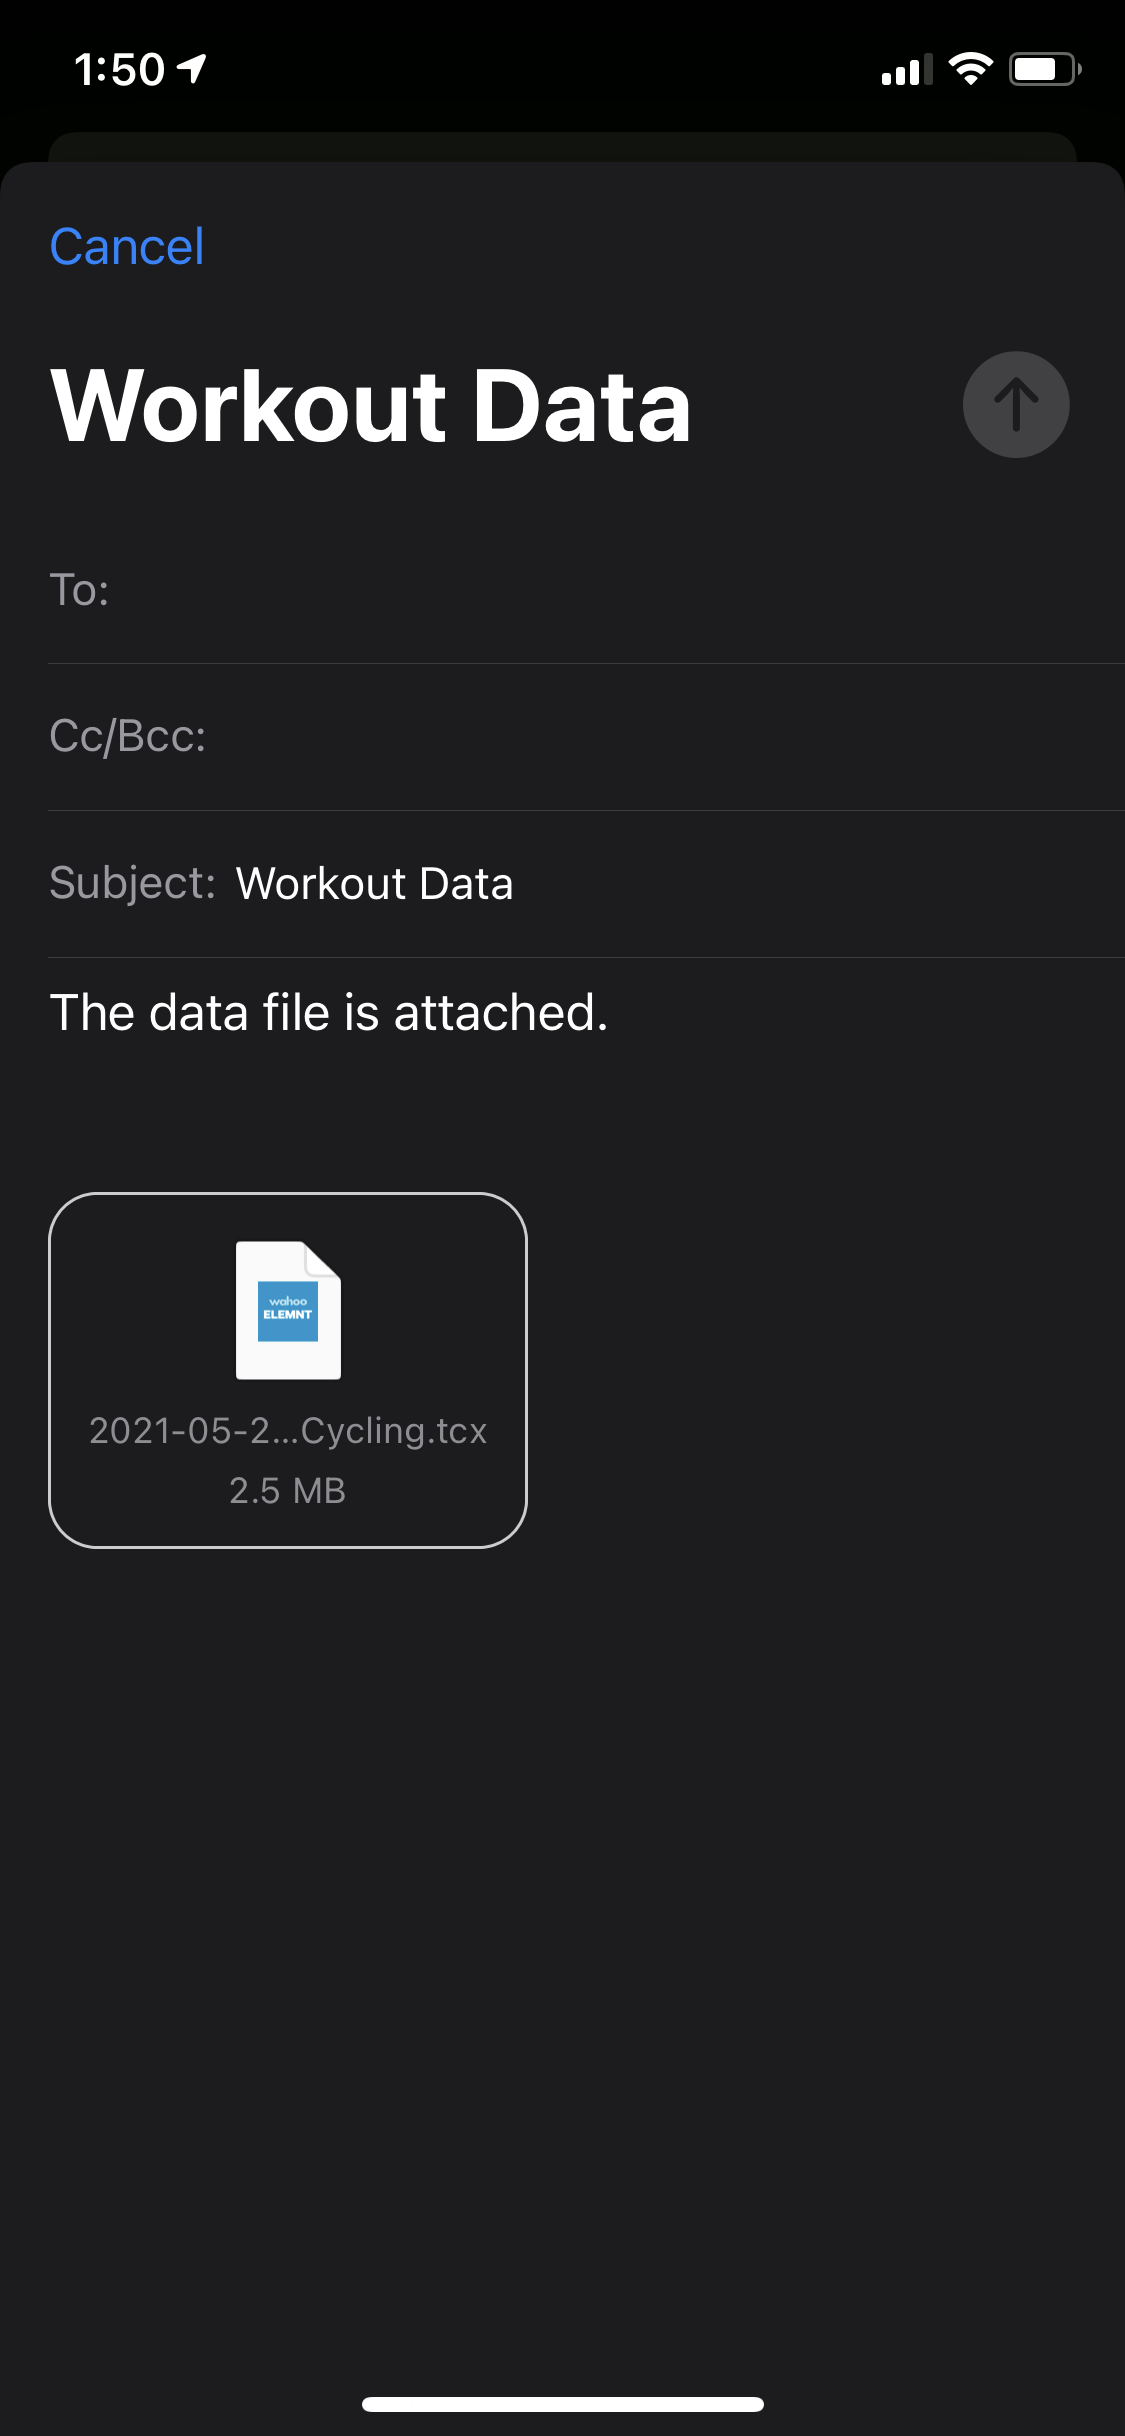 1:50
Cancel
Workout Data
To:
Cc/Bcc:
Subject: Workout Data
The data file is attached.
wahoo
ELEMNT
2021-05-2...Cycling.tcx
2.5 MB